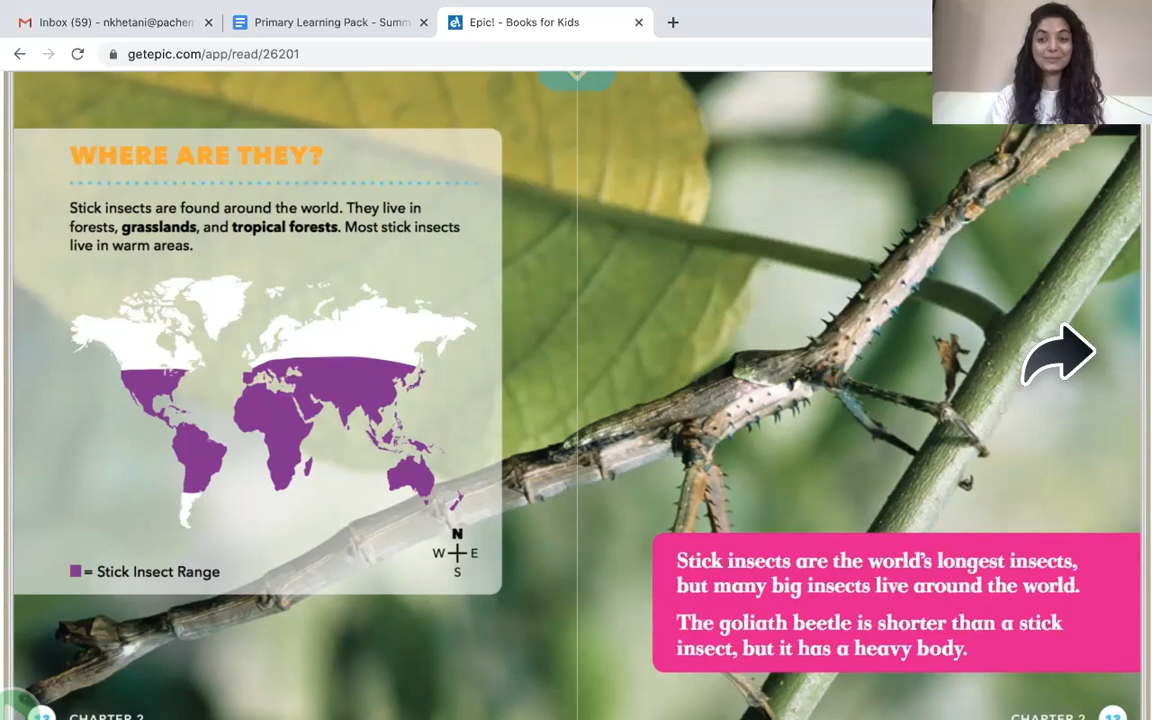 Inbox (59) - nkhetani@pachem
Primary Learning Pack - Summ
Epic! - Books for Kids
getepic.com/app/read/26201
WHERE ARE THEY?
Stick insects are found around the world. They live in
forests, grasslands, and tropical forests. Most stick insects
live in warm areas.
N
W E
S
= Stick Insect Range
Stick insects are the world's longest insects,
but many big insects live around the world.
The goliath beetle is shorter than a stick
insect, but it has a heavy body.
12 CHAPTER 2
CHAPTER 2 13